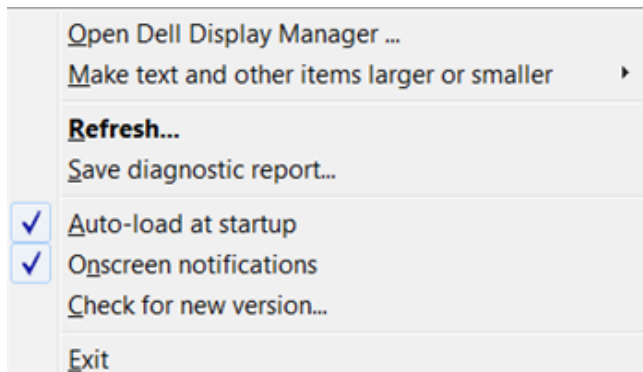 Open Dell Display Manager ...
Make text and other items larger or smaller
Refresh...
Save diagnostic report...
Auto-load at startup
Onscreen notifications
Check for new version...
Exit